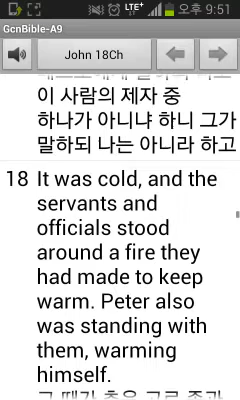 LTE+ 오후 9:51
GcnBible-A9
John 18Ch
이 사람의 제자 중
하나가 아니냐 하니 그가
말하되 나는 아니라 하고
18 It was cold, and the
servants and
officials stood
around a fire they
had made to keep
warm. Peter also
was standing with
them, warming
himself.